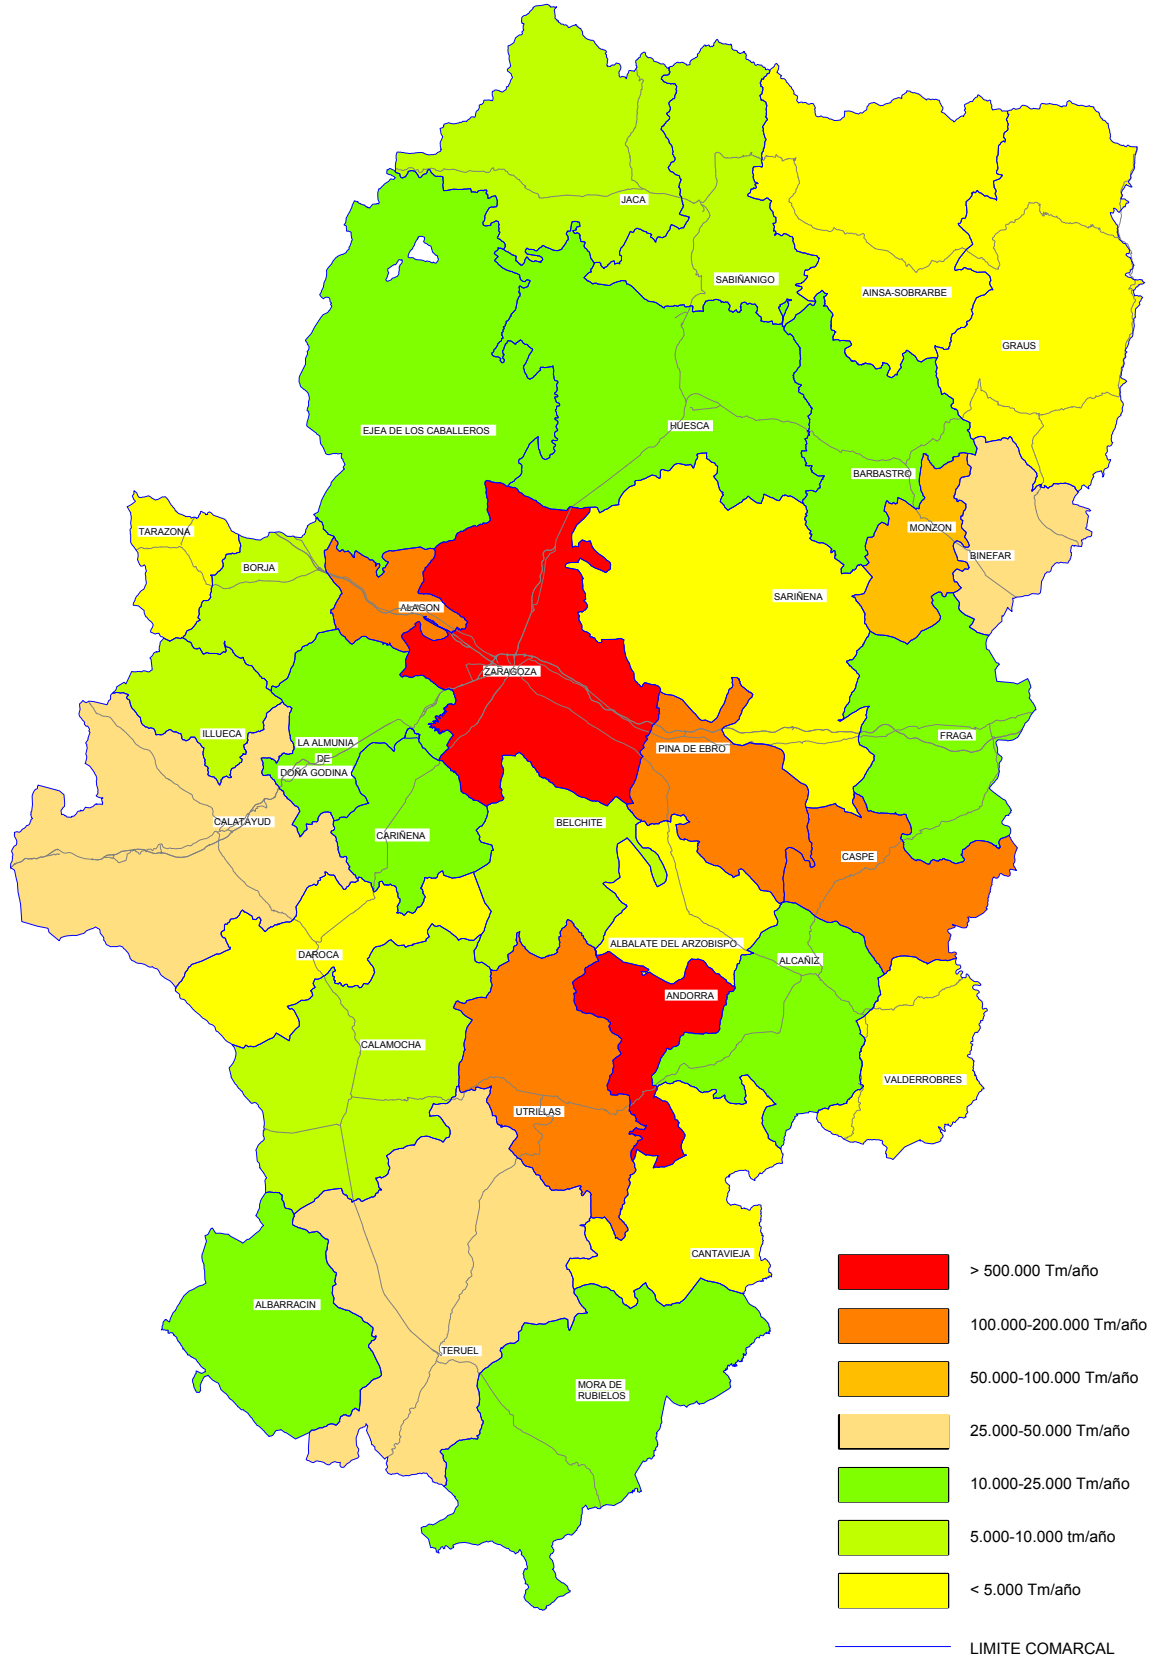 JACA
SABIÑANIGO
AINSA-SOBRARBE
GRAUS
EJEA DE LOS CABALLEROS
HUESCA
BARBASTRO
TARAZONA
MONZON
BINEFAR
BORJA
SARIÑENA
ALAGON
ZARAGOZA
ILLUECA
LA ALMUNIA
DE
DOÑA GODINA
PINA DE EBRO
FRAGA
CALATAYUD
CARIÑENA
BELCHITE
CASPE
DAROCA
ALBALATE DEL ARZOBISPO
ALCAÑIZ
ANDORRA
CALAMOCHA
VALDERROBRES
UTRILLAS
CANTAVIEJA
ALBARRACIN
TERUEL
MORA DE
RUBIELOS
> 500.000 Tm/año
100.000-200.000 Tm/año
50.000-100.000 Tm/año
25.000-50.000 Tm/año
10.000-25.000 Tm/año
5.000-10.000 tm/año
< 5.000 Tm/año
LIMITE COMARCAL